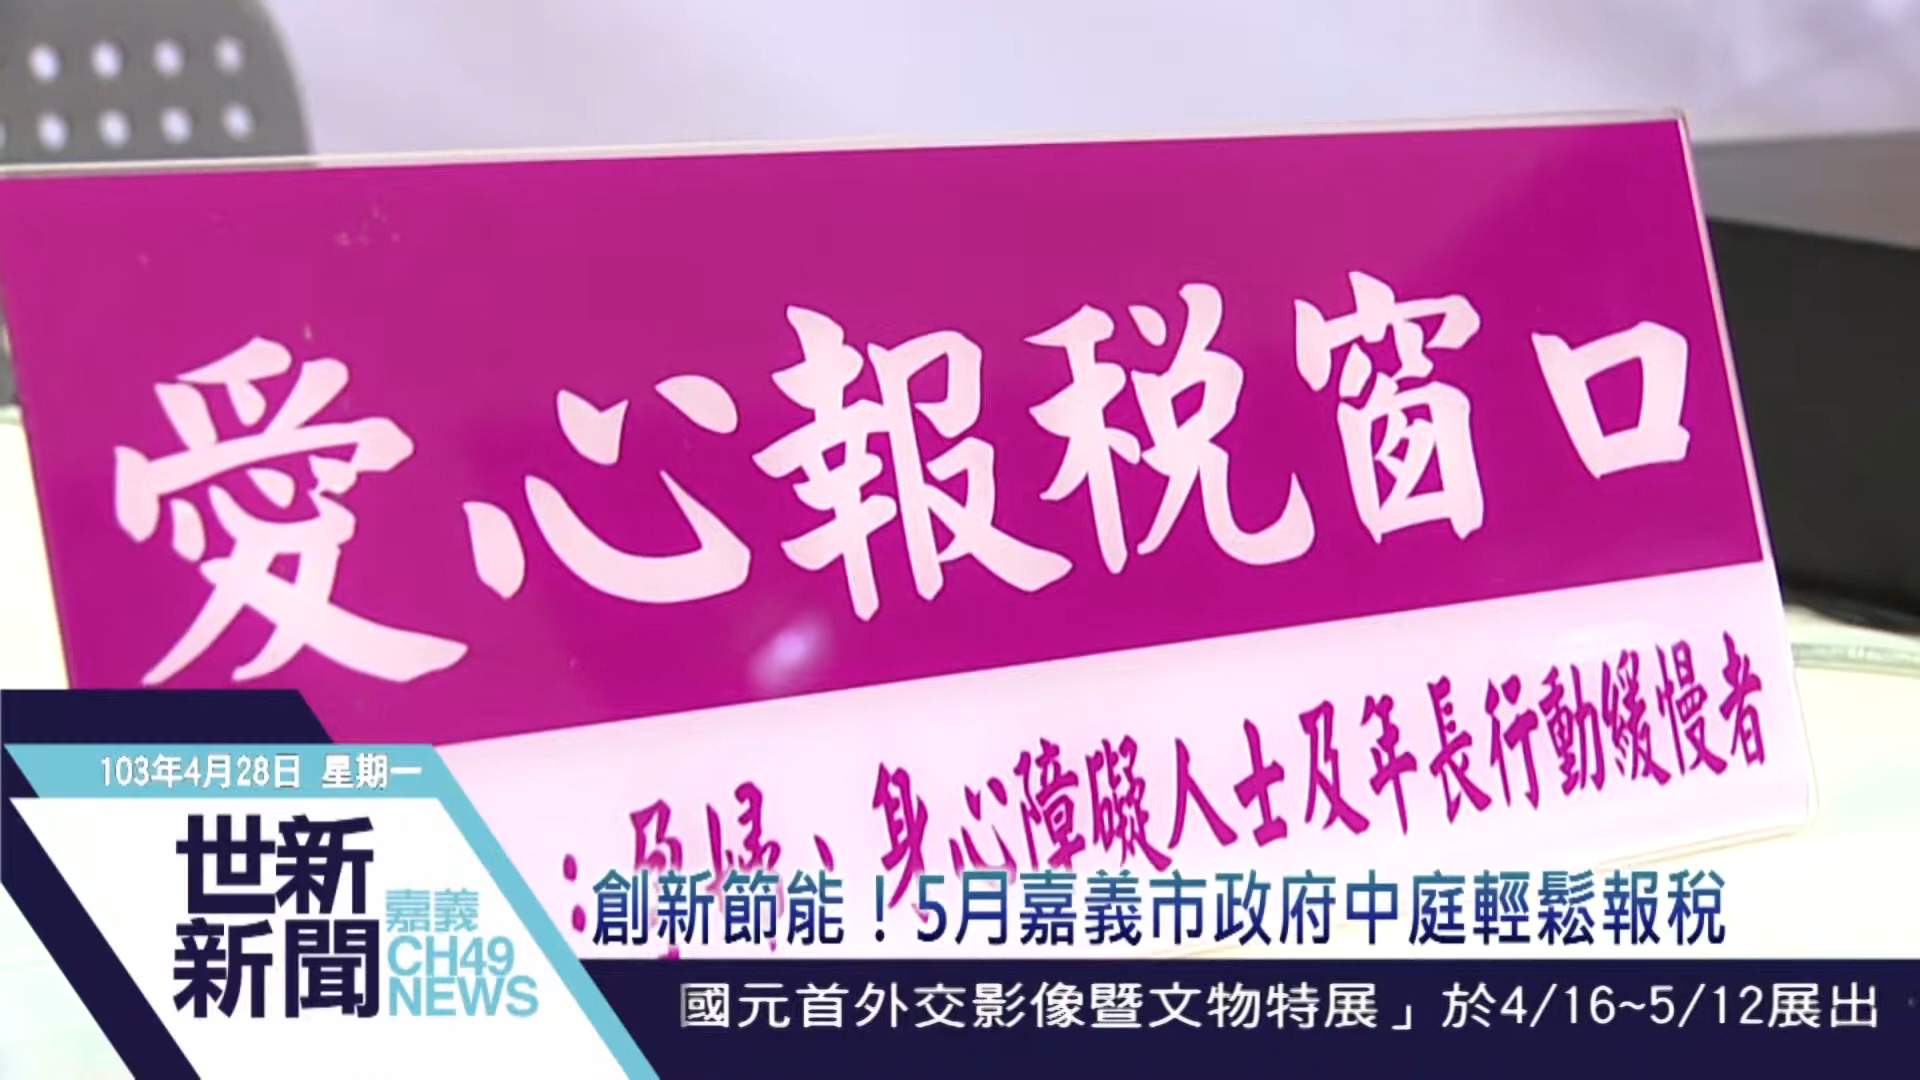 愛心報稅窗口
：孕婦、身心障礙人士及年長行動緩慢者
103年4月28日 星期一
世新
新聞
嘉義
CH49
NEWS
創新節能！5月嘉義市政府中庭輕鬆報稅
國元首外交影像暨文物特展」於4/16~5/12展出